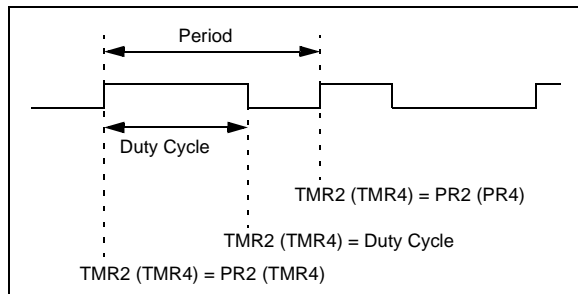 Period
Duty Cycle
TMR2 (TMR4) = PR2 (PR4)
TMR2 (TMR4) = Duty Cycle
TMR2 (TMR4) = PR2 (TMR4)